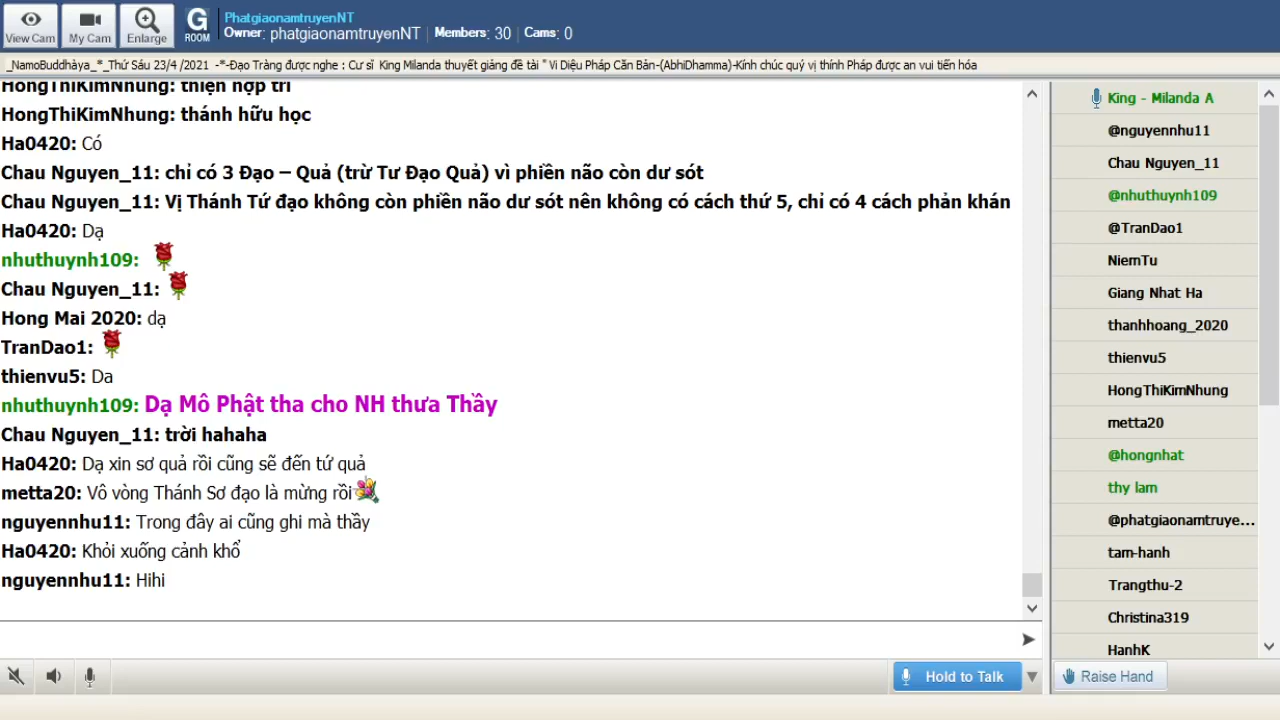 View Cam
My Cam
Enlarge
G
ROOM
PhatgiaonamtruyenNT
Owner: phatgiaonamtruyenNT | Members: 30 | Cams: 0
_NamoBuddhàya_*_Thứ Sáu 23/4 /2021 -*-Đạo Tràng được nghe : Cư sĩ King Milanda thuyết giảng đề tài " Vi Diệu Pháp Căn Bản-(AbhiDhamma)-Kính chúc quý vị thính Pháp được an vui tiến hóa
HongThiKimNhung: thiện hợp trí
HongThiKimNhung: thánh hữu học
Ha0420: Có
Chau Nguyen_11: chỉ có 3 Đạo – Quả (trừ Tư Đạo Quả) vì phiền não còn dư sót
Chau Nguyen_11: Vị Thánh Tứ đạo không còn phiền não dư sót nên không có cách thứ 5, chỉ có 4 cách phản khán
Ha0420: Dạ
nhuthuynh109:
Chau Nguyen_11:
Hong Mai 2020: dạ
TranDao1:
thienvu5: Da
nhuthuynh109: Dạ Mô Phật tha cho NH thưa Thầy
Chau Nguyen_11: trời hahaha
Ha0420: Dạ xin sơ quả rồi cũng sẽ đến tứ quả
metta20: Vô vòng Thánh Sơ đạo là mừng rồi
nguyennhu11: Trong đây ai cũng ghi mà thầy
Ha0420: Khỏi xuống cảnh khổ
nguyennhu11: Hihi
King - Milanda A
@nguyennhu11
Chau Nguyen_11
@nhuthuynh109
@TranDao1
NiemTu
Giang Nhat Ha
thanhhoang_2020
thienvu5
HongThiKimNhung
metta20
@hongnhat
thy lam
@phatgiaonamtruye...
tam-hanh
Trangthu-2
Christina319
HanhK
Hold to Talk
Raise Hand